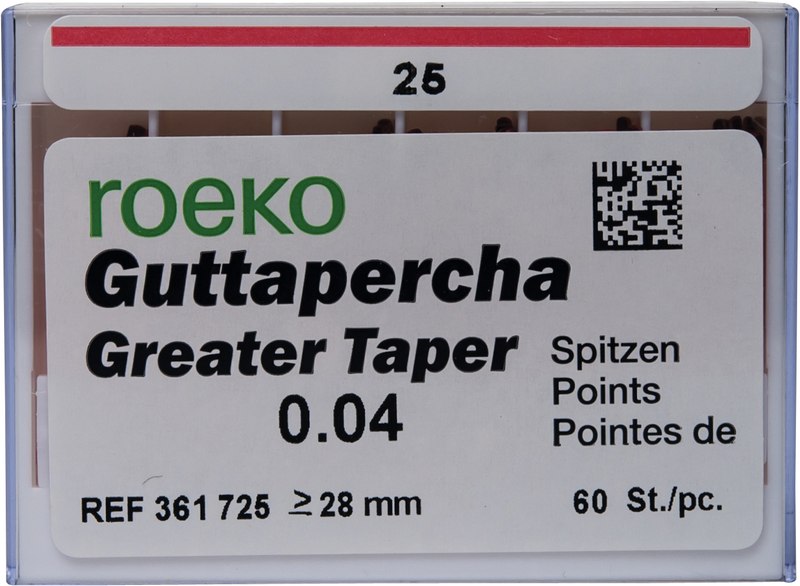 25
roeko
Guttapercha
Greater Taper
0.04
Spitzen
Points
Pointes de
REF 361 725 ≥ 28 mm
60 St./pc.